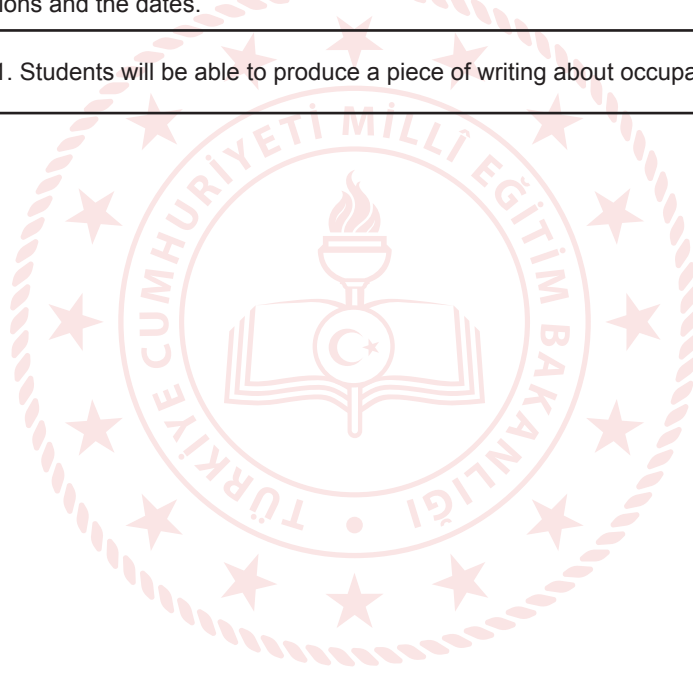 ions and the dates.
1. Students will be able to produce a piece of writing about occupa
TÜRKİYE CUMHURİYETİ MİLLÎ EĞİTİM BAKANLIĞI